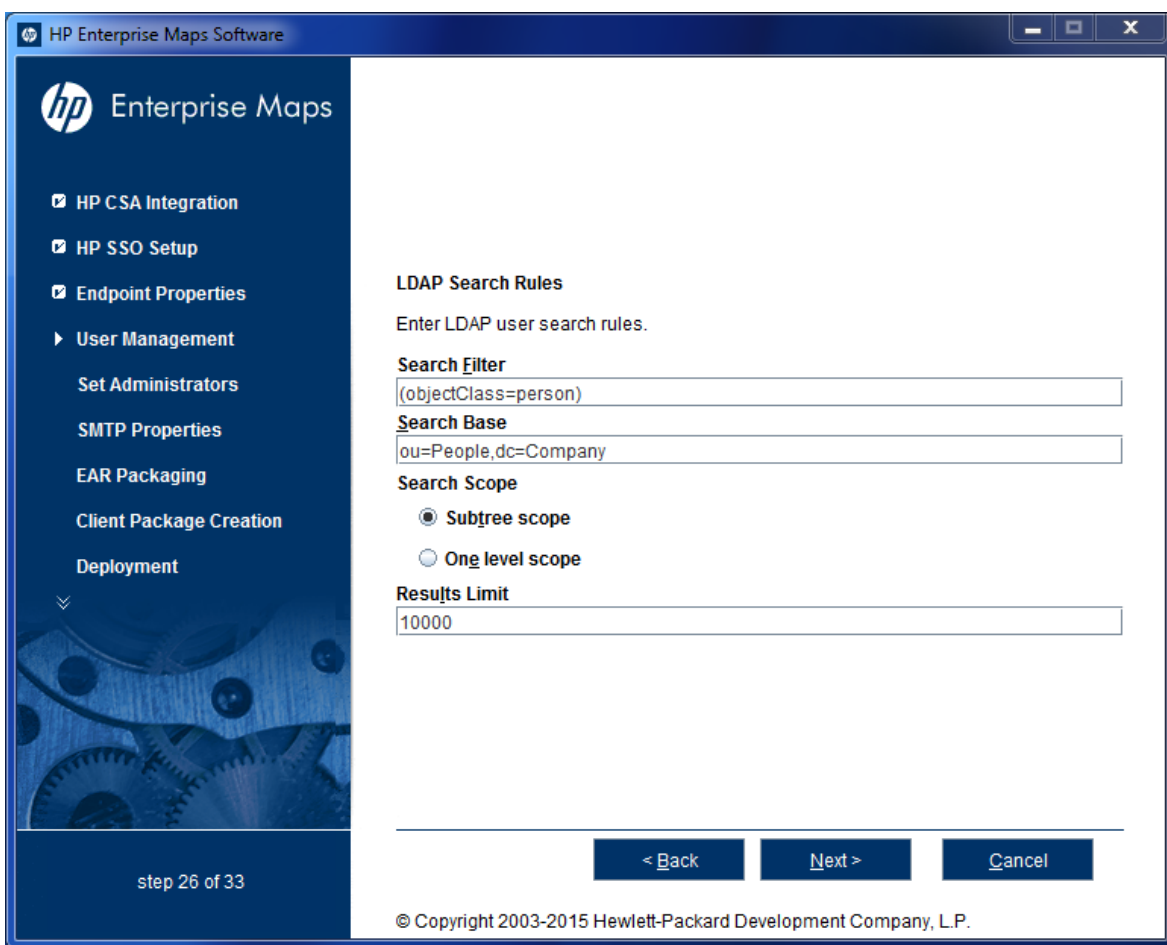 HP Enterprise Maps Software
hp Enterprise Maps
HP CSA Integration
HP SSO Setup
Endpoint Properties
User Management
Set Administrators
SMTP Properties
EAR Packaging
Client Package Creation
Deployment
step 26 of 33
LDAP Search Rules
Enter LDAP user search rules.
Search Filter
(objectClass=person)
Search Base
ou=People,dc=Company
Search Scope
Subtree scope
One level scope
Results Limit
10000
< Back Next > Cancel
© Copyright 2003-2015 Hewlett-Packard Development Company, L.P.